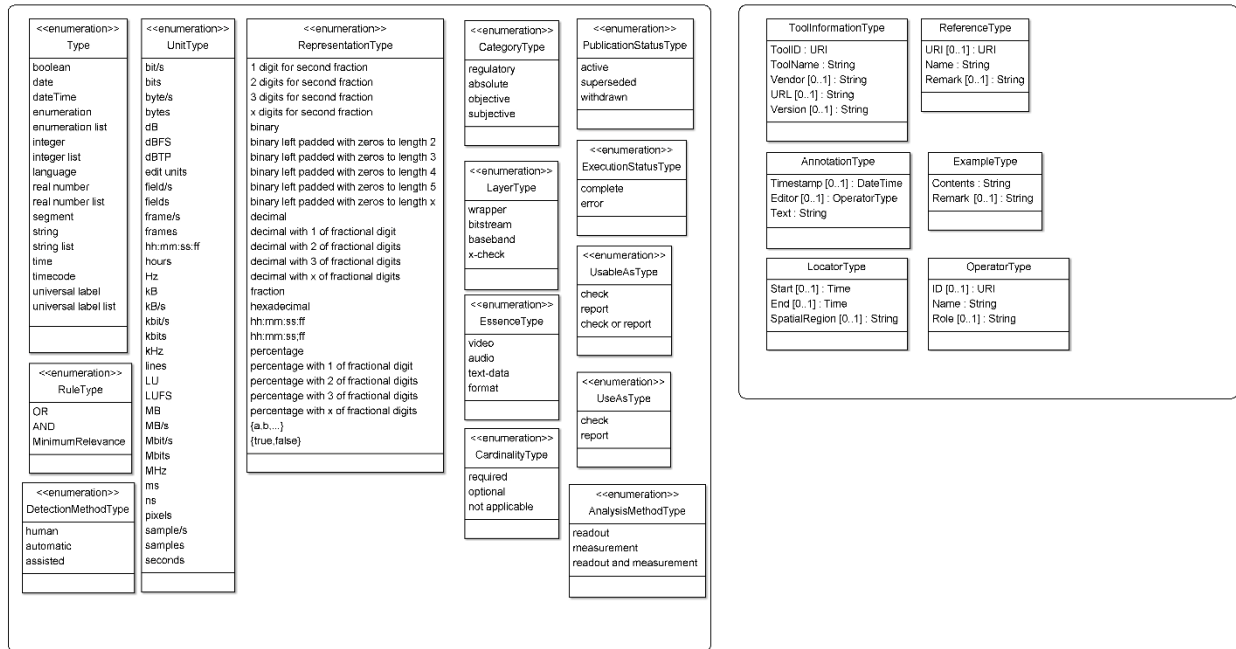 <<enumeration>>
Type
boolean
date
dateTime
enumeration
enumeration list
integer
integer list
language
real number
real number list
segment
string
string list
time
timecode
universal label
universal label list
<<enumeration>>
RuleType
OR
AND
MinimumRelevance
<<enumeration>>
DetectionMethodType
human
automatic
assisted
<<enumeration>>
UnitType
bit/s
bits
byte/s
bytes
dB
dBFS
dBTP
edit units
field/s
fields
frame/s
frames
hh:mm:ss:ff
hours
Hz
kB
kB/s
kbit/s
kbits
kHz
lines
LU
LUFS
MB
MB/s
Mbit/s
Mbits
MHz
ms
ns
pixels
sample/s
samples
seconds
<<enumeration>>
RepresentationType
1 digit for second fraction
2 digits for second fraction
3 digits for second fraction
x digits for second fraction
binary
binary left padded with zeros to length 2
binary left padded with zeros to length 3
binary left padded with zeros to length 4
binary left padded with zeros to length 5
binary left padded with zeros to length x
decimal
decimal with 1 of fractional digit
decimal with 2 of fractional digits
decimal with 3 of fractional digits
decimal with x of fractional digits
fraction
hexadecimal
hh:mm:ss:ff
hh:mm:ss;ff
percentage
percentage with 1 of fractional digit
percentage with 2 of fractional digits
percentage with 3 of fractional digits
percentage with x of fractional digits
{a,b,...}
{true,false}
<<enumeration>>
CategoryType
regulatory
absolute
objective
subjective
<<enumeration>>
LayerType
wrapper
bitstream
baseband
x-check
<<enumeration>>
EssenceType
video
audio
text-data
format
<<enumeration>>
CardinalityType
required
optional
not applicable
<<enumeration>>
PublicationStatusType
active
superseded
withdrawn
<<enumeration>>
ExecutionStatusType
complete
error
<<enumeration>>
UsableAsType
check
report
check or report
<<enumeration>>
UseAsType
check
report
<<enumeration>>
AnalysisMethodType
readout
measurement
readout and measurement
ToolInformationType
ToolID : URI
ToolName : String
Vendor [0..1] : String
URL [0..1] : String
Version [0..1] : String
ReferenceType
URI [0..1] : URI
Name : String
Remark [0..1] : String
AnnotationType
Timestamp [0..1] : DateTime
Editor [0..1] : OperatorType
Text : String
ExampleType
Contents : String
Remark [0..1] : String
LocatorType
Start [0..1] : Time
End [0..1] : Time
SpatialRegion [0..1] : String
OperatorType
ID [0..1] : URI
Name : String
Role [0..1] : String